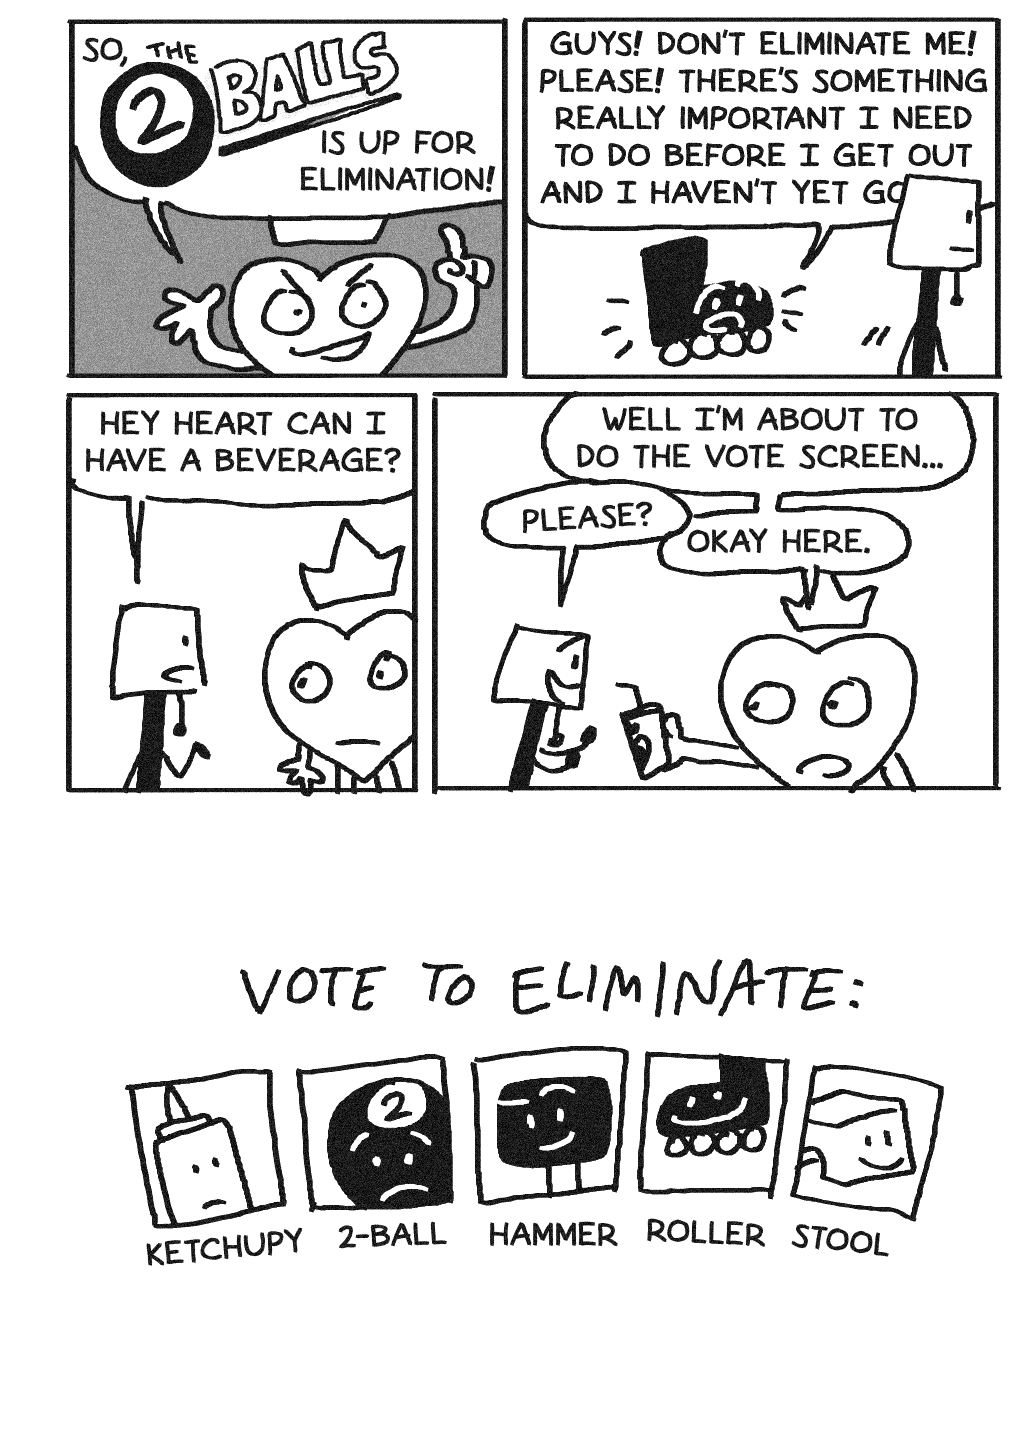 SO, THE
2 BALLS
IS UP FOR
ELIMINATION!
GUYS! DON'T ELIMINATE ME!
PLEASE! THERE'S SOMETHING
REALLY IMPORTANT I NEED
TO DO BEFORE I GET OUT
AND I HAVEN'T YET GO
HEY HEART CAN I
HAVE A BEVERAGE?
WELL I'M ABOUT TO
DO THE VOTE SCREEN...
PLEASE?
OKAY HERE.
VOTE TO ELIMINATE:
2
KETCHUPY 2-BALL HAMMER ROLLER STOOL